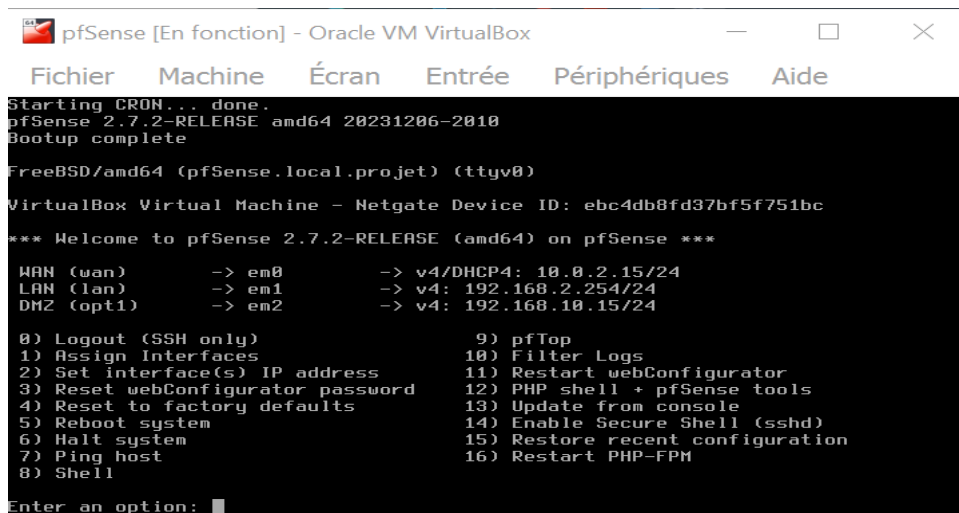 pfSense [En fonction] - Oracle VM VirtualBox
Fichier Machine Écran Entrée Périphériques Aide
Starting CRON... done.
pfSense 2.7.2-RELEASE amd64 20231206-2010
Bootup complete
FreeBSD/amd64 (pfSense.local.projet) (ttyv0)
VirtualBox Virtual Machine - Netgate Device ID: ebc4db8fd37bf5f751bc
*** Welcome to pfSense 2.7.2-RELEASE (amd64) on pfSense ***
WAN (wan) -> em0 -> v4/DHCP4: 10.0.2.15/24
LAN (lan) -> em1 -> v4: 192.168.2.254/24
DMZ (opt1) -> em2 -> v4: 192.168.10.15/24
0) Logout (SSH only) 9) pfTop
1) Assign Interfaces 10) Filter Logs
2) Set interface(s) IP address 11) Restart webConfigurator
3) Reset webConfigurator password 12) PHP shell + pfSense tools
4) Reset to factory defaults 13) Update from console
5) Reboot system 14) Enable Secure Shell (sshd)
6) Halt system 15) Restore recent configuration
7) Ping host 16) Restart PHP-FPM
8) Shell
Enter an option: